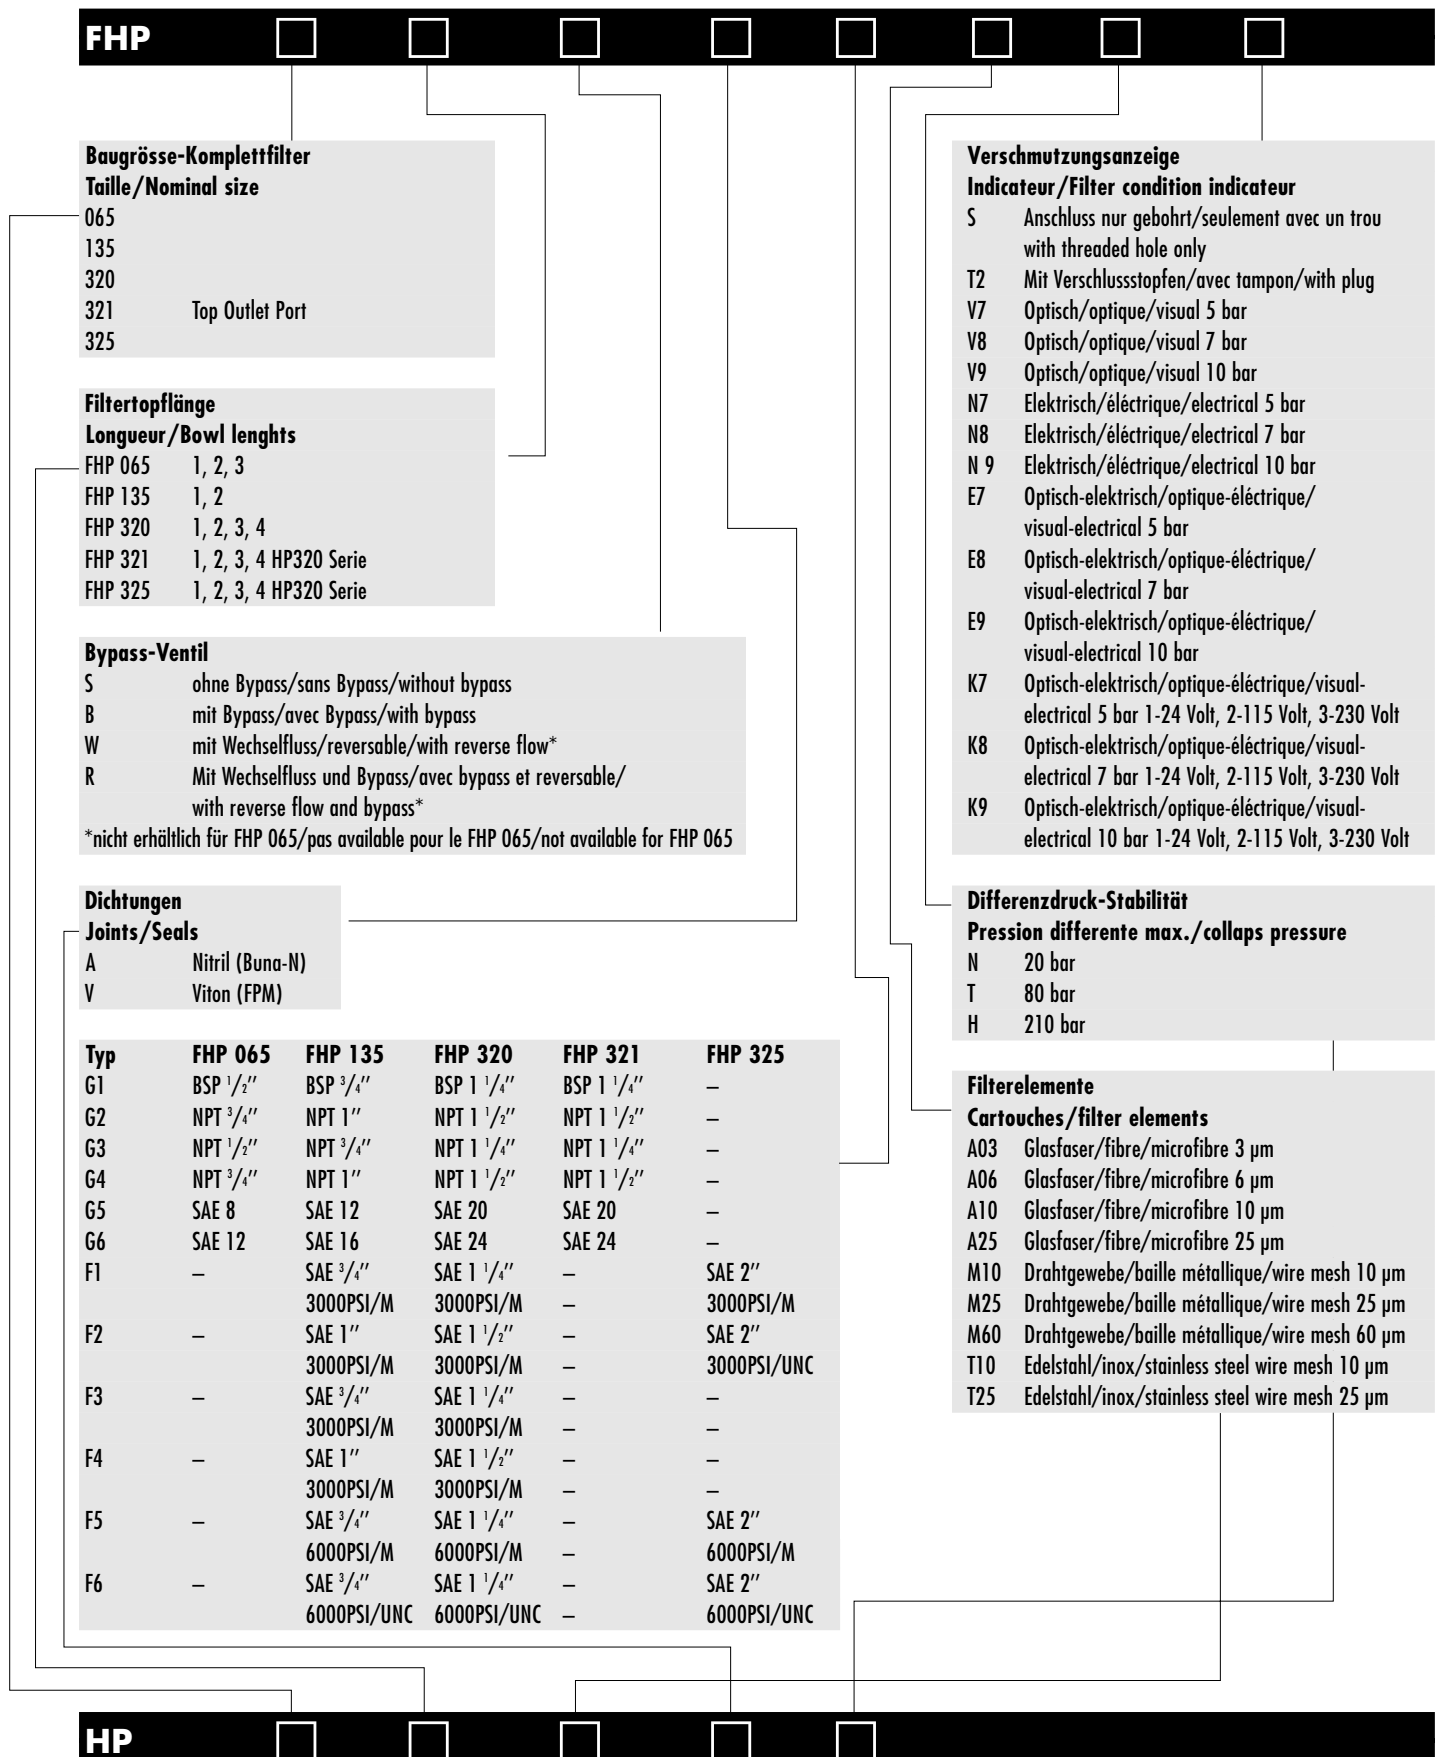 FHP
Baugrösse-Komplettfilter
Taille/Nominal size
065
135
320
321 Top Outlet Port
325
Filtertopflänge
Longueur/Bowl lenghts
FHP 065 1, 2, 3
FHP 135 1, 2
FHP 320 1, 2, 3, 4
FHP 321 1, 2, 3, 4 HP320 Serie
FHP 325 1, 2, 3, 4 HP320 Serie
Bypass-Ventil
S ohne Bypass/sans Bypass/without bypass
B mit Bypass/avec Bypass/with bypass
W mit Wechselfluss/reversable/with reverse flow*
R Mit Wechselfluss und Bypass/avec bypass et reversable/
with reverse flow and bypass*
*nicht erhältlich für FHP 065/pas available pour le FHP 065/not available for FHP 065
Dichtungen
Joints/Seals
A Nitril (Buna-N)
V Viton (FPM)
Typ FHP 065 FHP 135 FHP 320 FHP 321 FHP 325
G1 BSP 1/2″ BSP 3/4″ BSP 1 1/4″ BSP 1 1/4″ –
G2 NPT 3/4″ NPT 1″ NPT 1 1/2″ NPT 1 1/2″ –
G3 NPT 1/2″ NPT 3/4″ NPT 1 1/4″ NPT 1 1/4″ –
G4 NPT 3/4″ NPT 1″ NPT 1 1/2″ NPT 1 1/2″ –
G5 SAE 8 SAE 12 SAE 20 SAE 20 –
G6 SAE 12 SAE 16 SAE 24 SAE 24 –
F1 – SAE 3/4″ SAE 1 1/4″ – SAE 2″
3000PSI/M 3000PSI/M – 3000PSI/M
F2 – SAE 1″ SAE 1 1/2″ – SAE 2″
3000PSI/M 3000PSI/M – 3000PSI/UNC
F3 – SAE 3/4″ SAE 1 1/4″ – –
3000PSI/M 3000PSI/M – –
F4 – SAE 1″ SAE 1 1/2″ – –
3000PSI/M 3000PSI/M – –
F5 – SAE 3/4″ SAE 1 1/4″ – SAE 2″
6000PSI/M 6000PSI/M – 6000PSI/M
F6 – SAE 3/4″ SAE 1 1/4″ – SAE 2″
6000PSI/UNC 6000PSI/UNC – 6000PSI/UNC
Verschmutzungsanzeige
Indicateur/Filter condition indicateur
S Anschluss nur gebohrt/seulement avec un trou
with threaded hole only
T2 Mit Verschlussstopfen/avec tampon/with plug
V7 Optisch/optique/visual 5 bar
V8 Optisch/optique/visual 7 bar
V9 Optisch/optique/visual 10 bar
N7 Elektrisch/éléctrique/electrical 5 bar
N8 Elektrisch/éléctrique/electrical 7 bar
N 9 Elektrisch/éléctrique/electrical 10 bar
E7 Optisch-elektrisch/optique-éléctrique/
visual-electrical 5 bar
E8 Optisch-elektrisch/optique-éléctrique/
visual-electrical 7 bar
E9 Optisch-elektrisch/optique-éléctrique/
visual-electrical 10 bar
K7 Optisch-elektrisch/optique-éléctrique/visual-
electrical 5 bar 1-24 Volt, 2-115 Volt, 3-230 Volt
K8 Optisch-elektrisch/optique-éléctrique/visual-
electrical 7 bar 1-24 Volt, 2-115 Volt, 3-230 Volt
K9 Optisch-elektrisch/optique-éléctrique/visual-
electrical 10 bar 1-24 Volt, 2-115 Volt, 3-230 Volt
Differenzdruck-Stabilität
Pression differente max./collaps pressure
N 20 bar
T 80 bar
H 210 bar
Filterelemente
Cartouches/filter elements
A03 Glasfaser/fibre/microfibre 3 µm
A06 Glasfaser/fibre/microfibre 6 µm
A10 Glasfaser/fibre/microfibre 10 µm
A25 Glasfaser/fibre/microfibre 25 µm
M10 Drahtgewebe/baille métallique/wire mesh 10 µm
M25 Drahtgewebe/baille métallique/wire mesh 25 µm
M60 Drahtgewebe/baille métallique/wire mesh 60 µm
T10 Edelstahl/inox/stainless steel wire mesh 10 µm
T25 Edelstahl/inox/stainless steel wire mesh 25 µm
HP